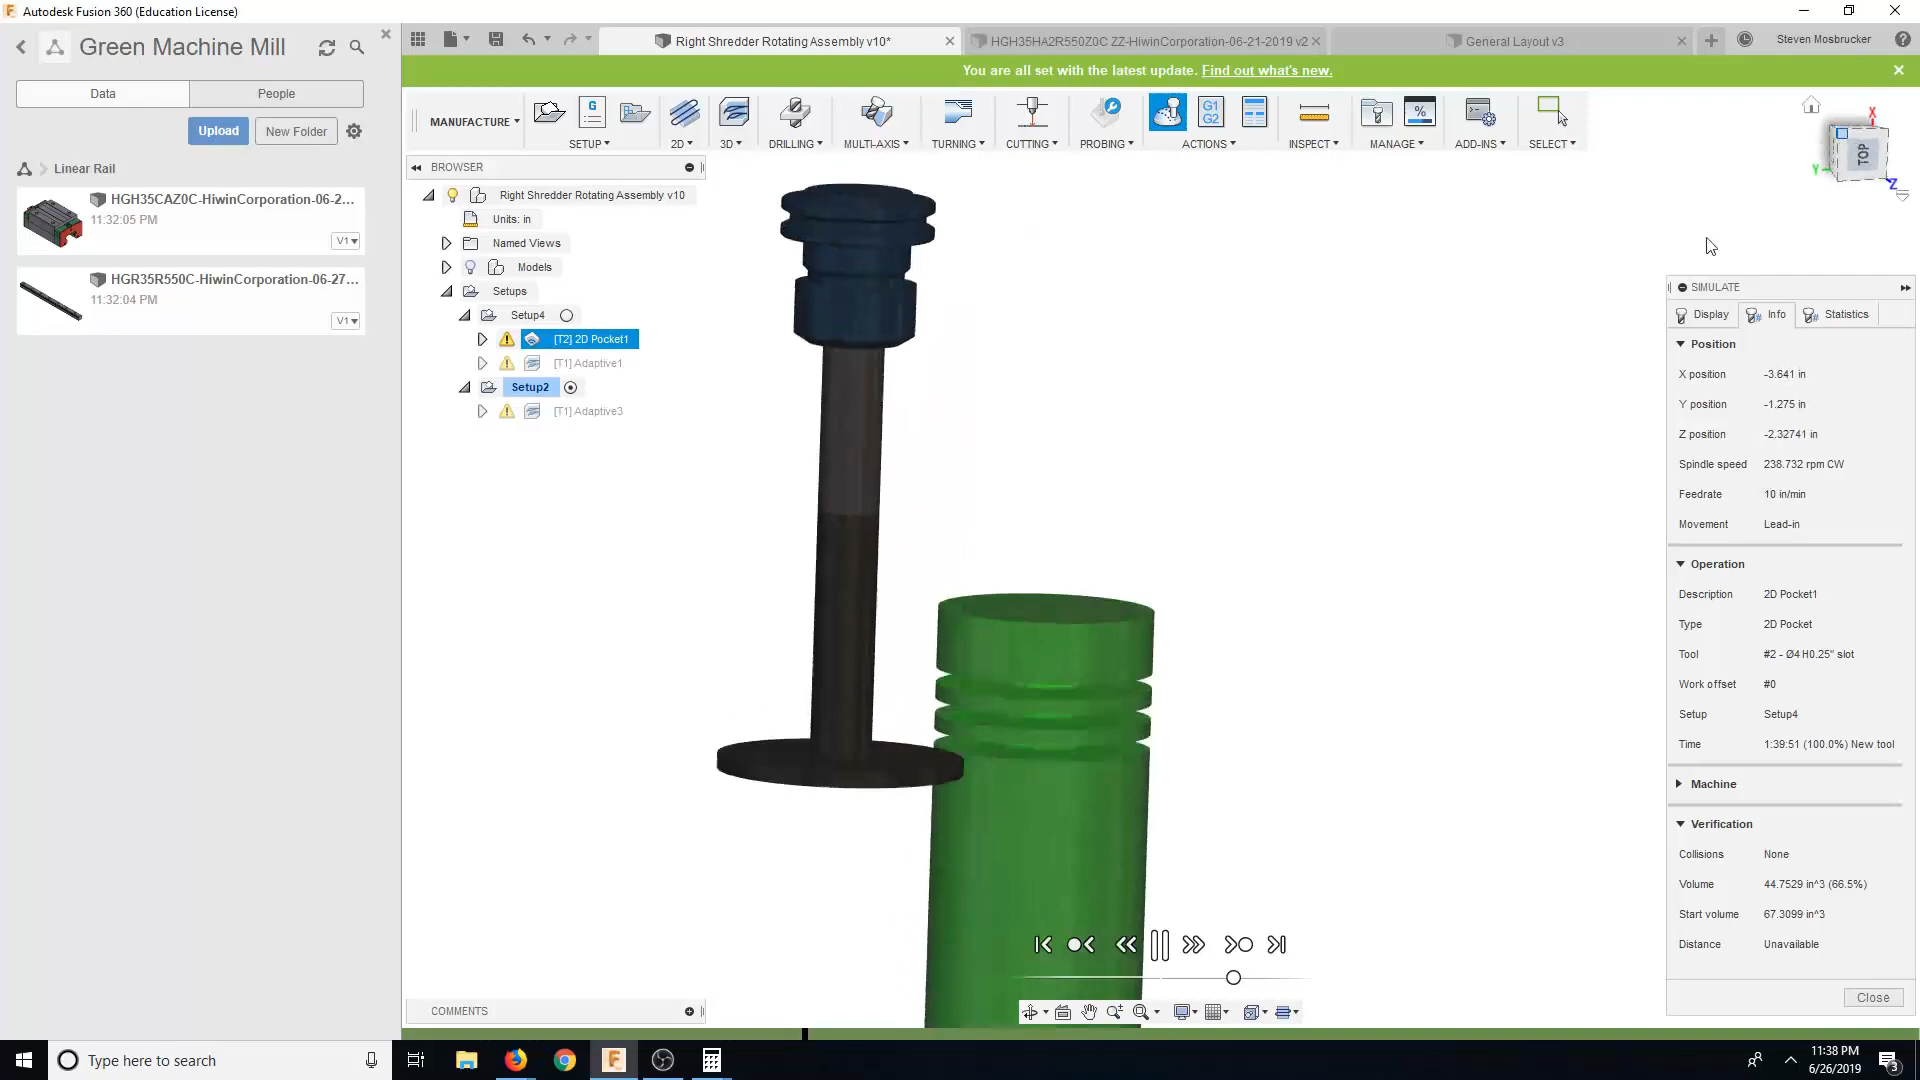 Autodesk Fusion 360 (Education License)
Green Machine Mill
Data
People
Upload
New Folder
Linear Rail
HGH35CAZ0C-HiwinCorporation-06-2...
11:32:05 PM
V1
HGR35R550C-HiwinCorporation-06-27...
11:32:04 PM
V1
Right Shredder Rotating Assembly v10*
HGH35HA2R550Z0C ZZ-HiwinCorporation-06-21-2019 v2
General Layout v3
Steven Mosbrucker
You are all set with the latest update. Find out what's new.
MANUFACTURE
SETUP
2D
3D
DRILLING
MULTI-AXIS
TURNING
CUTTING
PROBING
ACTIONS
INSPECT
MANAGE
ADD-INS
SELECT
G
G1
G2
%
X
Y
Z
TOP
BROWSER
Right Shredder Rotating Assembly v10
Units: in
Named Views
Models
Setups
Setup4
[T2] 2D Pocket1
[T1] Adaptive1
Setup2
[T1] Adaptive3
SIMULATE
Display
Info
Statistics
Position
X position -3.641 in
Y position -1.275 in
Z position -2.32741 in
Spindle speed 238.732 rpm CW
Feedrate 10 in/min
Movement Lead-in
Operation
Description 2D Pocket1
Type 2D Pocket
Tool #2 - Ø4 H0.25" slot
Work offset #0
Setup Setup4
Time 1:39:51 (100.0%) New tool
Machine
Verification
Collisions None
Volume 44.7529 in^3 (66.5%)
Start volume 67.3099 in^3
Distance Unavailable
Close
COMMENTS
Type here to search
11:38 PM
6/26/2019
3